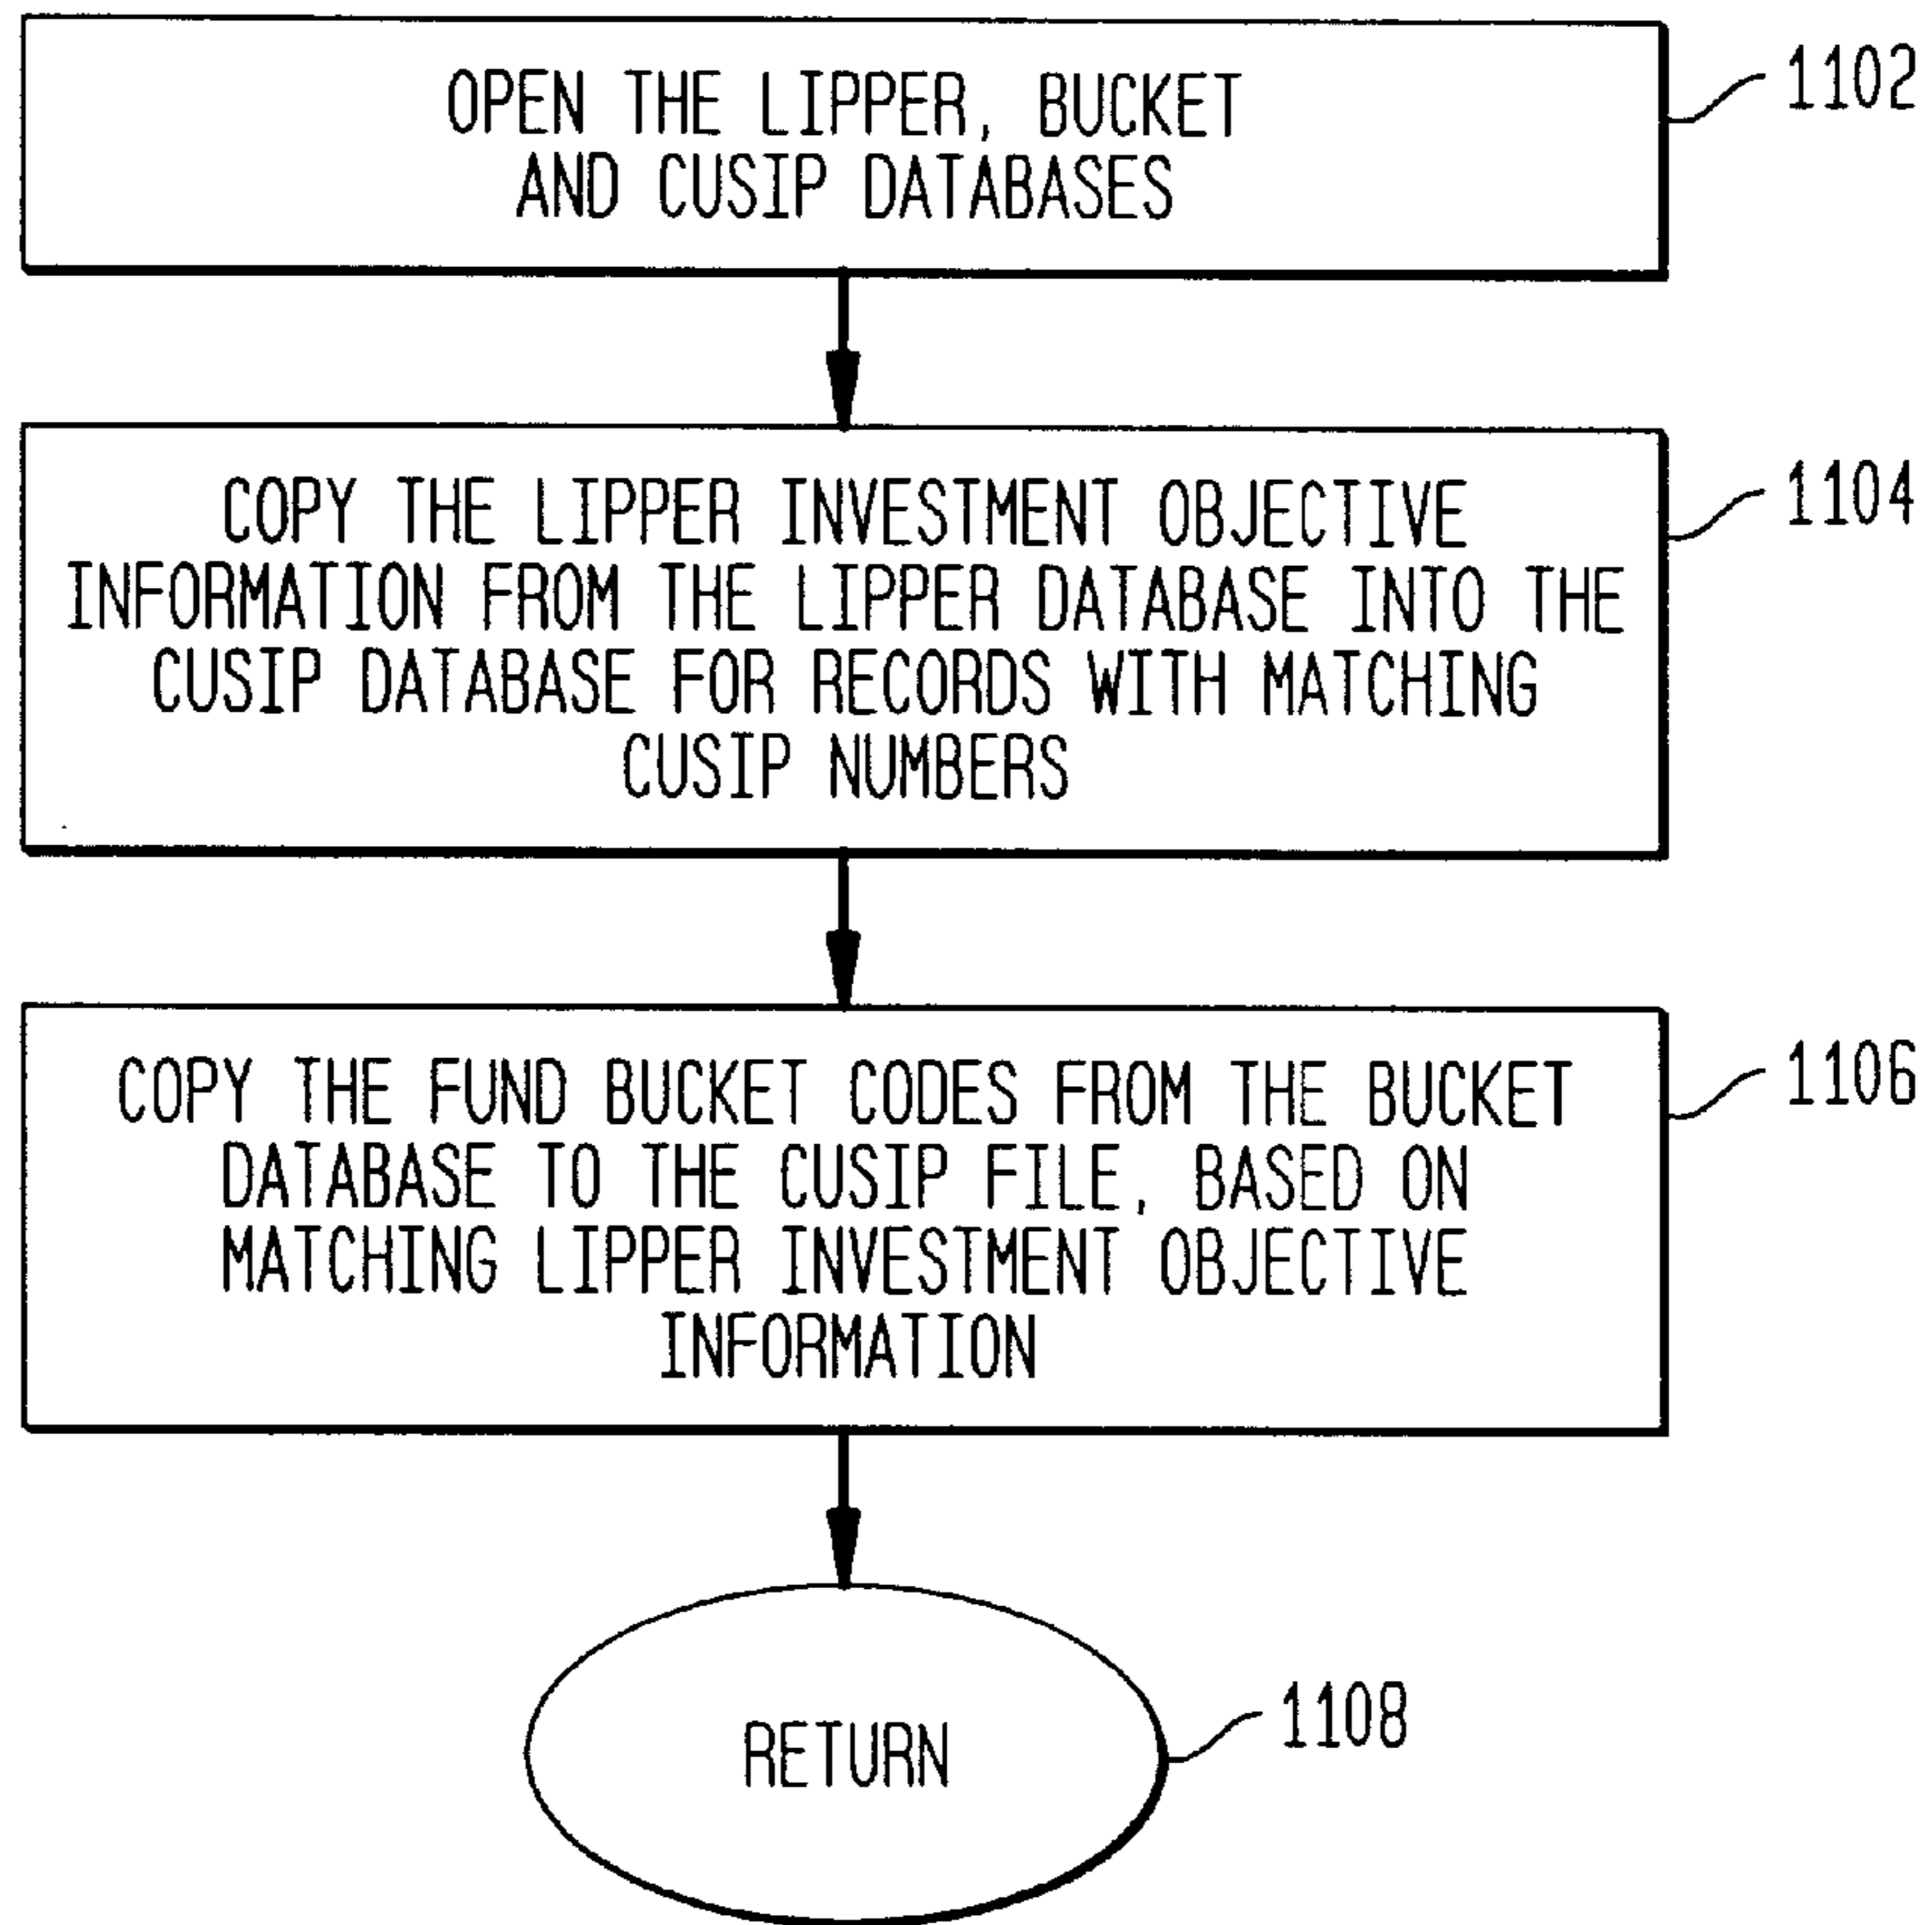 OPEN THE LIPPER, BUCKET
AND CUSIP DATABASES
1102
COPY THE LIPPER INVESTMENT OBJECTIVE
INFORMATION FROM THE LIPPER DATABASE INTO THE
CUSIP DATABASE FOR RECORDS WITH MATCHING
CUSIP NUMBERS
1104
COPY THE FUND BUCKET CODES FROM THE BUCKET
DATABASE TO THE CUSIP FILE, BASED ON
MATCHING LIPPER INVESTMENT OBJECTIVE
INFORMATION
1106
RETURN
1108